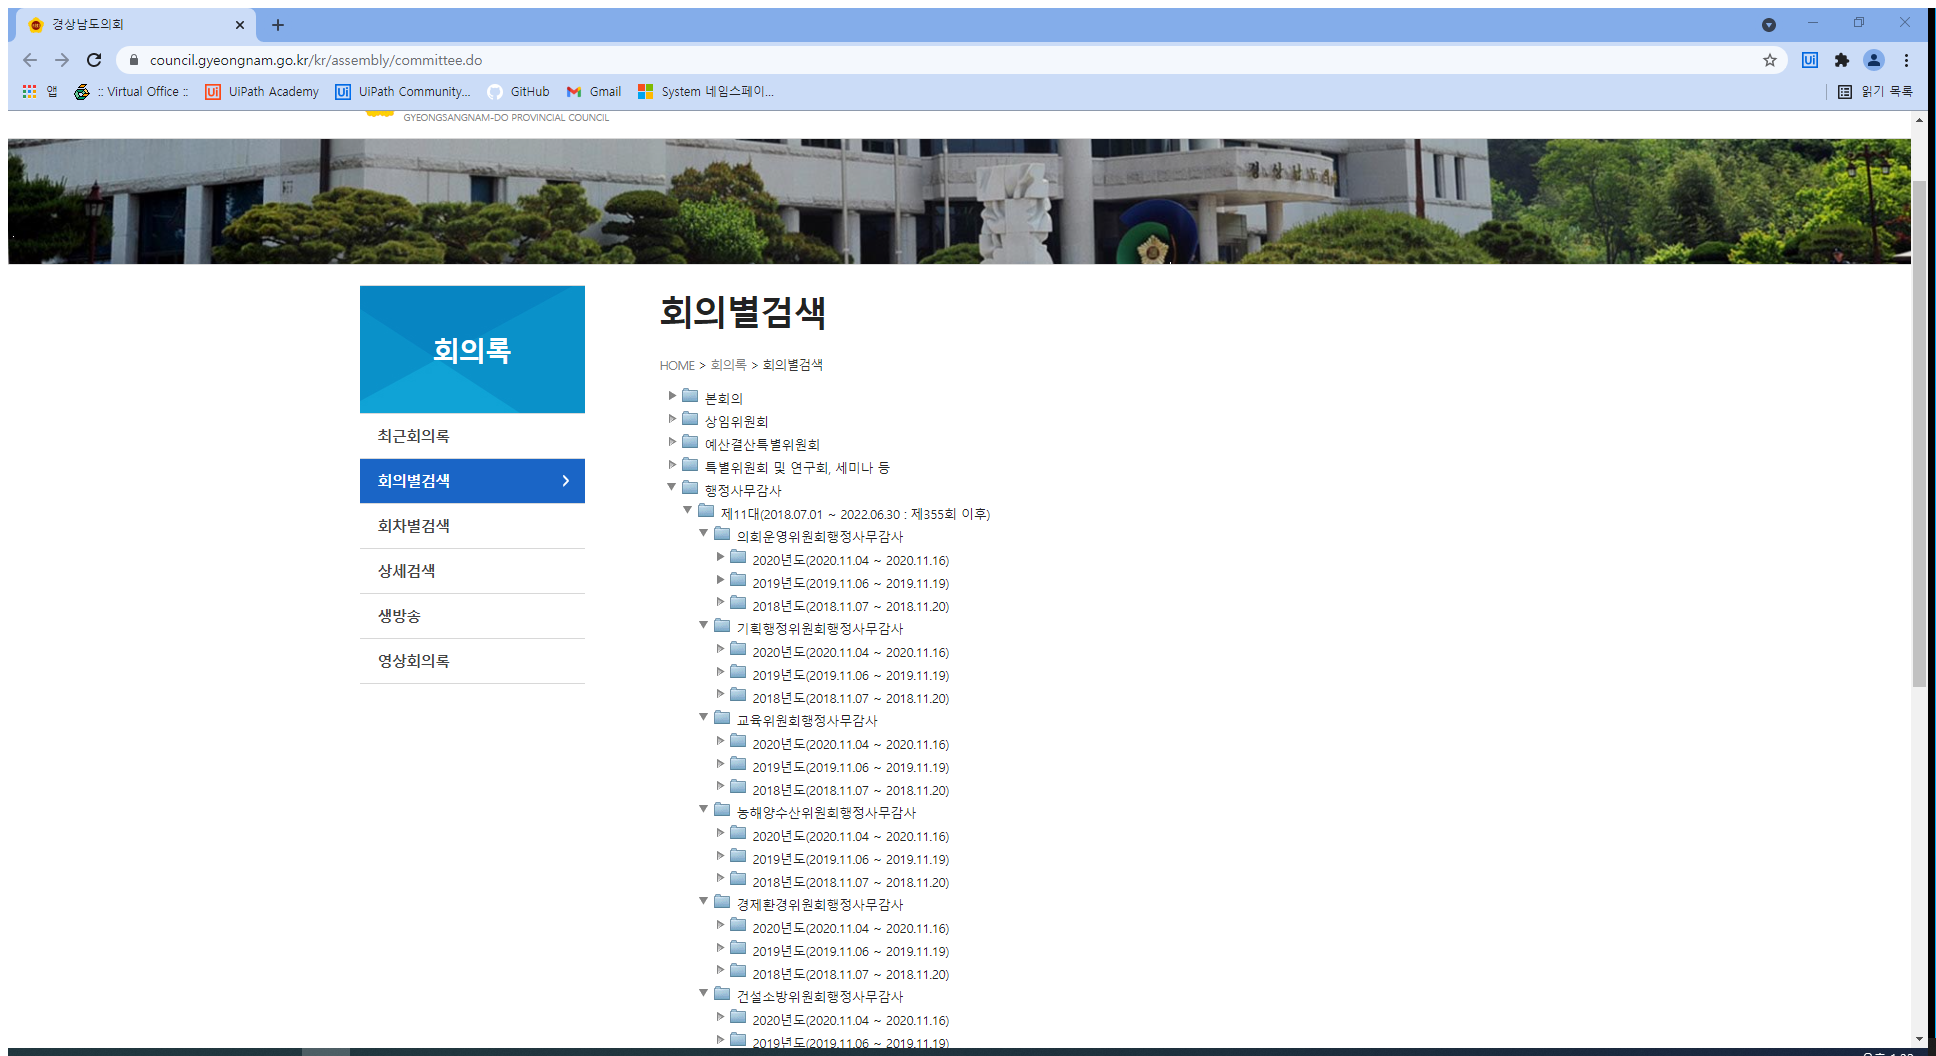 경상남도의회
council.gyeongnam.go.kr/kr/assembly/committee.do
앱 :: Virtual Office :: UiPath Academy UiPath Community... GitHub Gmail System 네임스페이... 읽기 목록
GYEONGSANGNAM-DO PROVINCIAL COUNCIL
회의록
최근회의록
회의별검색
회차별검색
상세검색
생방송
영상회의록
회의별검색
HOME > 회의록 > 회의별검색
본회의
상임위원회
예산결산특별위원회
특별위원회 및 연구회, 세미나 등
행정사무감사
제11대(2018.07.01 ~ 2022.06.30 : 제355회 이후)
의회운영위원회행정사무감사
2020년도(2020.11.04 ~ 2020.11.16)
2019년도(2019.11.06 ~ 2019.11.19)
2018년도(2018.11.07 ~ 2018.11.20)
기획행정위원회행정사무감사
2020년도(2020.11.04 ~ 2020.11.16)
2019년도(2019.11.06 ~ 2019.11.19)
2018년도(2018.11.07 ~ 2018.11.20)
교육위원회행정사무감사
2020년도(2020.11.04 ~ 2020.11.16)
2019년도(2019.11.06 ~ 2019.11.19)
2018년도(2018.11.07 ~ 2018.11.20)
농해양수산위원회행정사무감사
2020년도(2020.11.04 ~ 2020.11.16)
2019년도(2019.11.06 ~ 2019.11.19)
2018년도(2018.11.07 ~ 2018.11.20)
경제환경위원회행정사무감사
2020년도(2020.11.04 ~ 2020.11.16)
2019년도(2019.11.06 ~ 2019.11.19)
2018년도(2018.11.07 ~ 2018.11.20)
건설소방위원회행정사무감사
2020년도(2020.11.04 ~ 2020.11.16)
2019년도(2019.11.06 ~ 2019.11.19)